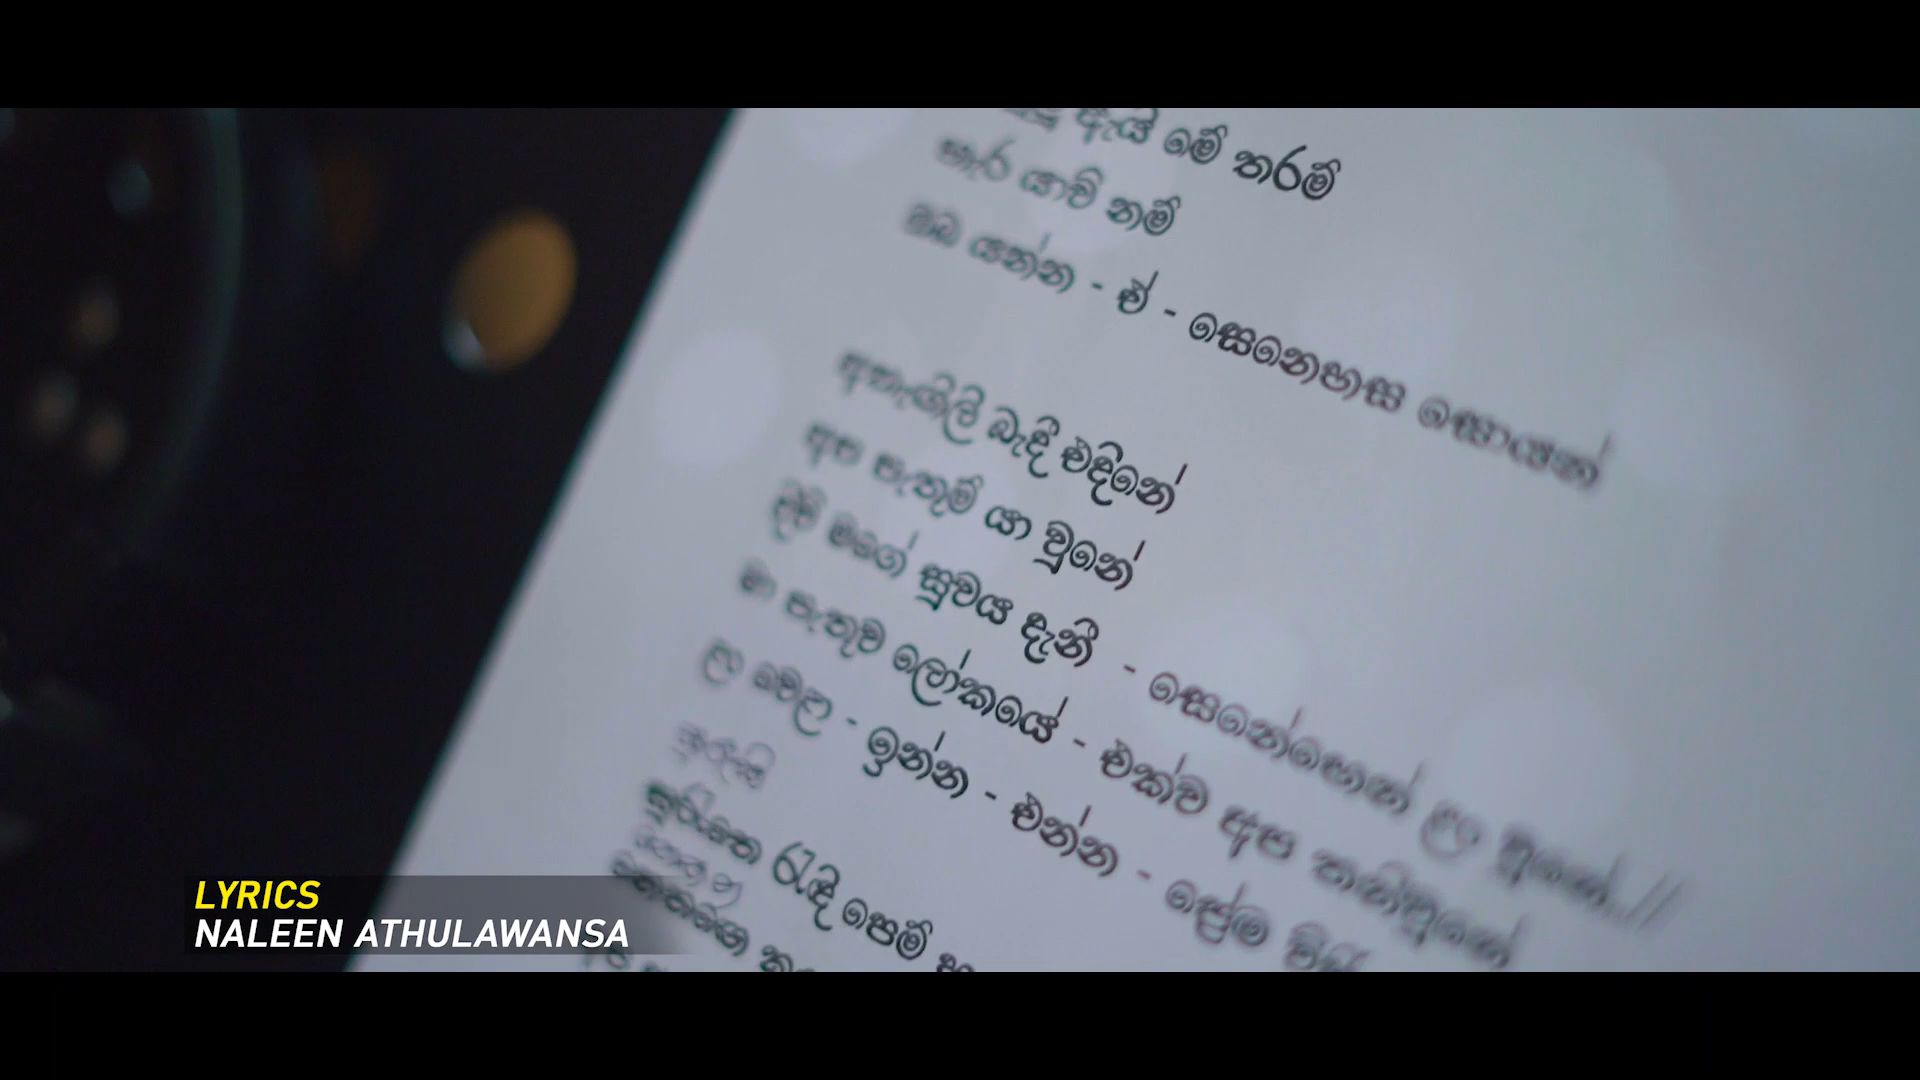 ඇයි මේ තරම්
හැර යාවි නම්
ඔබ යන්න - ඒ - සෙනෙහස සොයන්
අතැඟිලි බැඳී එදිනේ
අප පැතුම් යා වූනේ
දිවි මගේ සුවය දැනී - සෙනේහෙන් ළං වූනේ..//
මා පැතුව ලෝකයේ - එක්ව අප තනිවුනේ
ළං වෙලා - ඉන්න - එන්න - ප්‍රේම
රැඳි පෙම්
LYRICS
NALEEN ATHULAWANSA